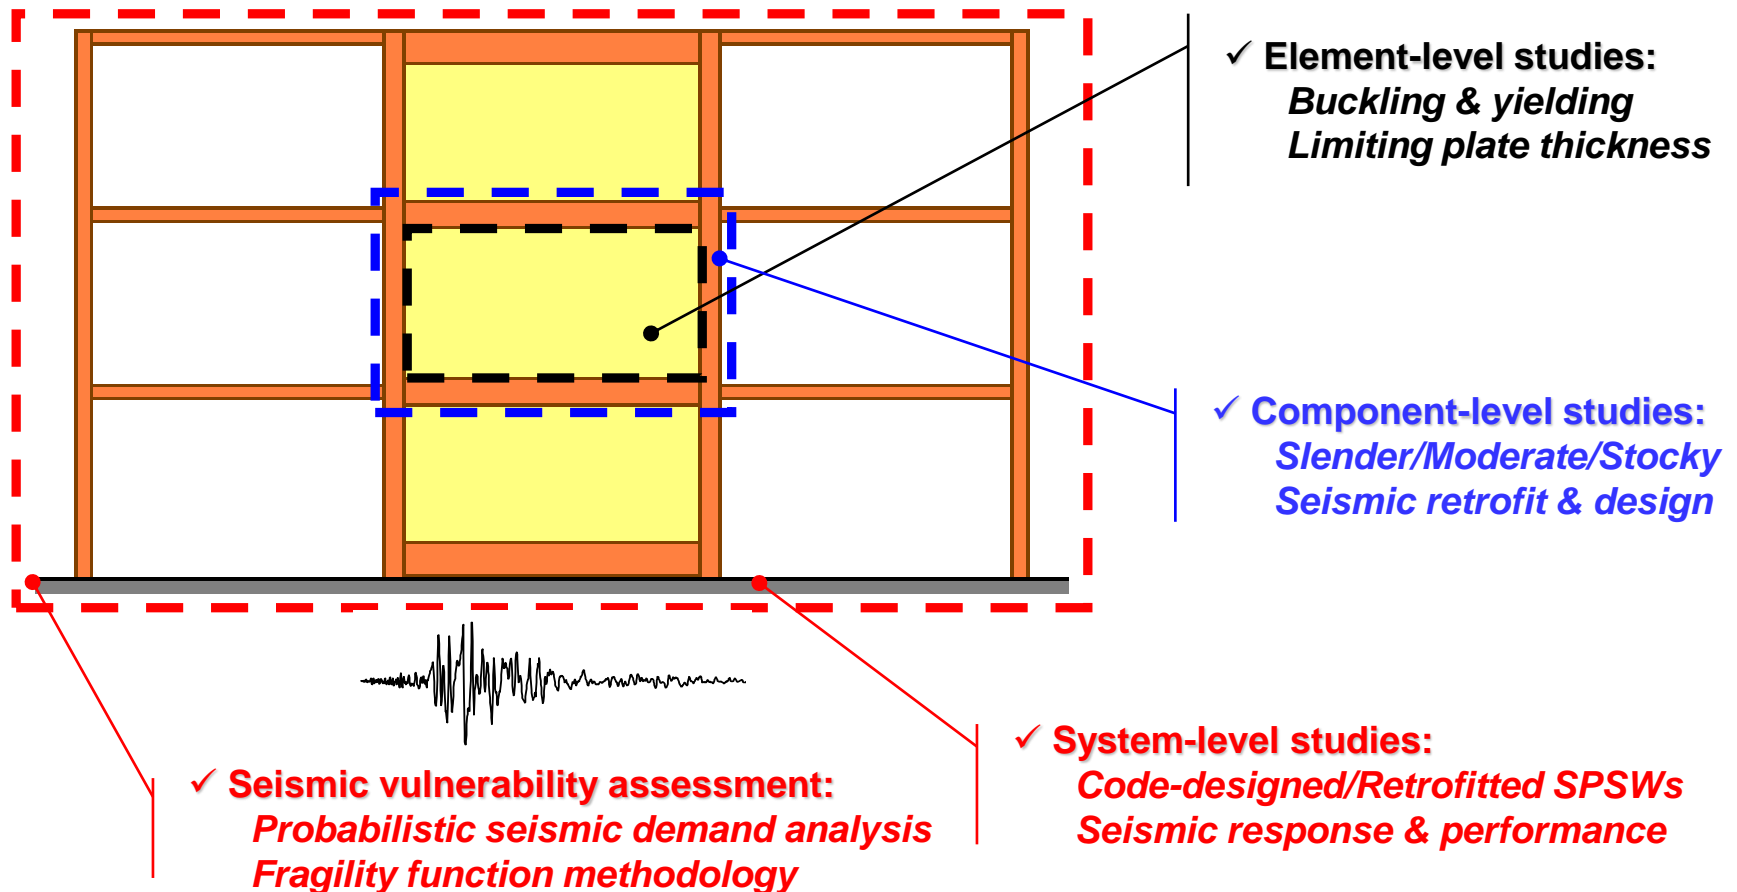 ✓ Element-level studies:
Buckling & yielding
Limiting plate thickness
✓ Component-level studies:
Slender/Moderate/Stocky
Seismic retrofit & design
✓ System-level studies:
Code-designed/Retrofitted SPSWs
Seismic response & performance
✓ Seismic vulnerability assessment:
Probabilistic seismic demand analysis
Fragility function methodology